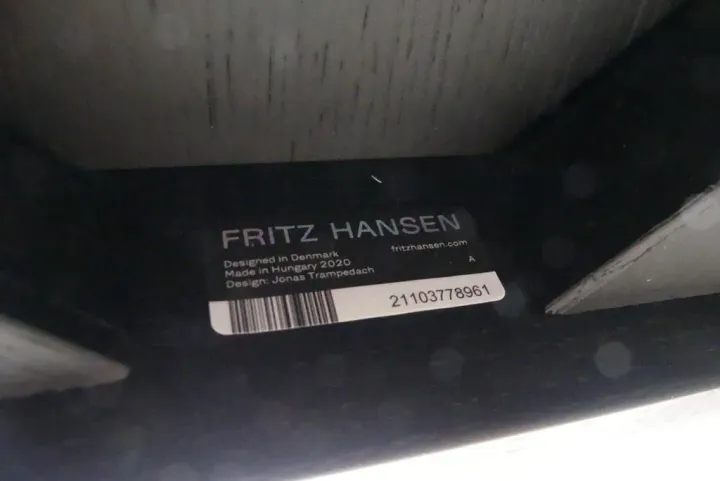 FRITZ HANSEN
Designed in Denmark
Made in Hungary 2020
Design: Jonas Trampedach
fritzhansen.com
A
21103778961